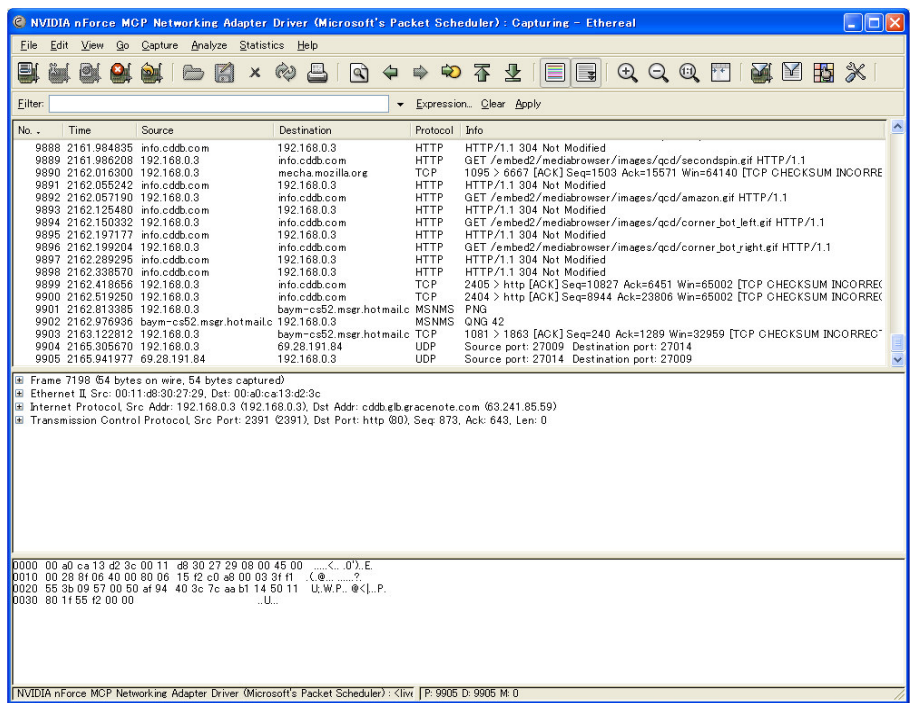 NVIDIA nForce MCP Networking Adapter Driver (Microsoft's Packet Scheduler) : Capturing - Ethereal
File Edit View Go Capture Analyze Statistics Help
Filter: Expression... Clear Apply
No. . Time Source Destination Protocol Info
9888 2161.984835 info.cddb.com 192.168.0.3 HTTP HTTP/1.1 304 Not Modified
9889 2161.986208 192.168.0.3 info.cddb.com HTTP GET /embed2/mediabrowser/images/qcd/secondspin.gif HTTP/1.1
9890 2162.016300 192.168.0.3 mecha.mozilla.org TCP 1095 > 6667 [ACK] Seq=1503 Ack=15571 Win=64140 [TCP CHECKSUM INCORRE
9891 2162.055242 info.cddb.com 192.168.0.3 HTTP HTTP/1.1 304 Not Modified
9892 2162.057190 192.168.0.3 info.cddb.com HTTP GET /embed2/mediabrowser/images/qcd/amazon.gif HTTP/1.1
9893 2162.125480 info.cddb.com 192.168.0.3 HTTP HTTP/1.1 304 Not Modified
9894 2162.150332 192.168.0.3 info.cddb.com HTTP GET /embed2/mediabrowser/images/qcd/corner_bot_left.gif HTTP/1.1
9895 2162.197177 info.cddb.com 192.168.0.3 HTTP HTTP/1.1 304 Not Modified
9896 2162.199204 192.168.0.3 info.cddb.com HTTP GET /embed2/mediabrowser/images/qcd/corner_bot_right.gif HTTP/1.1
9897 2162.289295 info.cddb.com 192.168.0.3 HTTP HTTP/1.1 304 Not Modified
9898 2162.338570 info.cddb.com 192.168.0.3 HTTP HTTP/1.1 304 Not Modified
9899 2162.418656 192.168.0.3 info.cddb.com TCP 2405 > http [ACK] Seq=10827 Ack=6451 Win=65002 [TCP CHECKSUM INCORREC
9900 2162.519250 192.168.0.3 info.cddb.com TCP 2404 > http [ACK] Seq=8944 Ack=23806 Win=65002 [TCP CHECKSUM INCORREC
9901 2162.813385 192.168.0.3 baym-cs52.msgr.hotmail.c MSNMS PNG
9902 2162.976936 baym-cs52.msgr.hotmail.c 192.168.0.3 MSNMS QNG 42
9903 2163.122812 192.168.0.3 baym-cs52.msgr.hotmail.c TCP 1081 > 1863 [ACK] Seq=240 Ack=1289 Win=32959 [TCP CHECKSUM INCORREC
9904 2165.305670 192.168.0.3 69.28.191.84 UDP Source port: 27009 Destination port: 27014
9905 2165.941977 69.28.191.84 192.168.0.3 UDP Source port: 27014 Destination port: 27009
Frame 7198 (54 bytes on wire, 54 bytes captured)
Ethernet II, Src: 00:11:d8:30:27:29, Dst: 00:a0:ca:13:d2:3c
Internet Protocol, Src Addr: 192.168.0.3 (192.168.0.3), Dst Addr: cddb.glb.gracenote.com (63.241.85.59)
Transmission Control Protocol, Src Port: 2391 (2391), Dst Port: http (80), Seq: 873, Ack: 643, Len: 0
0000 00 a0 ca 13 d2 3c 00 11 d8 30 27 29 08 00 45 00 .....<.. .0')..E.
0010 00 28 8f 06 40 00 80 06 15 f2 c0 a8 00 03 3f f1 .(..@... ......?.
0020 55 3b 09 57 00 50 af 94 40 3c 7c aa b1 14 50 11 U;.W.P.. @<|...P.
0030 80 1f 55 f2 00 00 ..U...
NVIDIA nForce MCP Networking Adapter Driver (Microsoft's Packet Scheduler) : <live P: 9905 D: 9905 M: 0